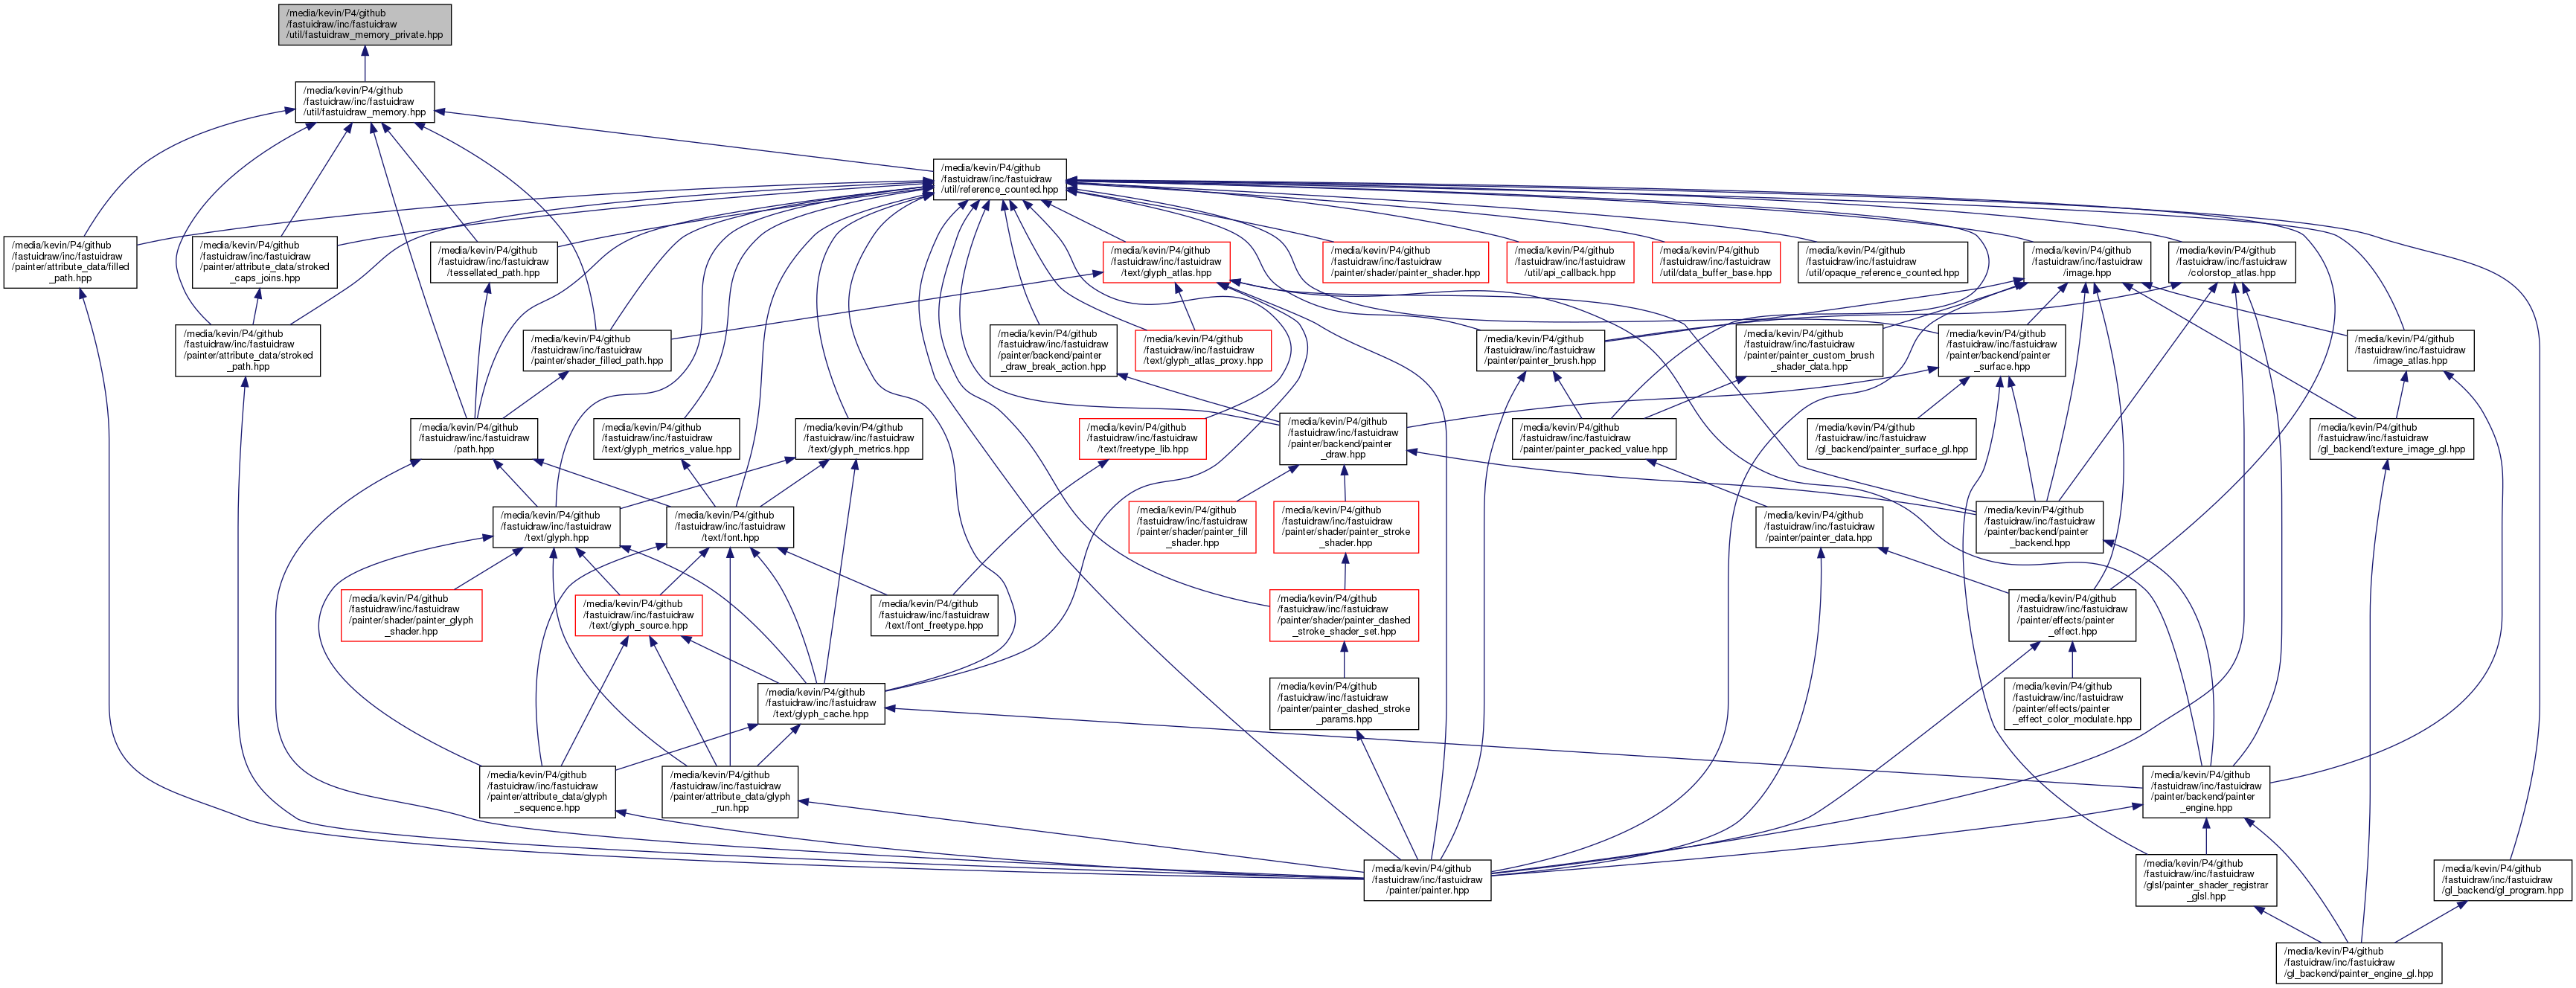 /media/kevin/P4/github
/fastuidraw/inc/fastuidraw
/util/fastuidraw_memory_private.hpp
/media/kevin/P4/github
/fastuidraw/inc/fastuidraw
/util/fastuidraw_memory.hpp
/media/kevin/P4/github
/fastuidraw/inc/fastuidraw
/util/reference_counted.hpp
/media/kevin/P4/github
/fastuidraw/inc/fastuidraw
/painter/attribute_data/filled
_path.hpp
/media/kevin/P4/github
/fastuidraw/inc/fastuidraw
/painter/attribute_data/stroked
_caps_joins.hpp
/media/kevin/P4/github
/fastuidraw/inc/fastuidraw
/tessellated_path.hpp
/media/kevin/P4/github
/fastuidraw/inc/fastuidraw
/text/glyph_atlas.hpp
/media/kevin/P4/github
/fastuidraw/inc/fastuidraw
/painter/shader/painter_shader.hpp
/media/kevin/P4/github
/fastuidraw/inc/fastuidraw
/util/api_callback.hpp
/media/kevin/P4/github
/fastuidraw/inc/fastuidraw
/util/data_buffer_base.hpp
/media/kevin/P4/github
/fastuidraw/inc/fastuidraw
/util/opaque_reference_counted.hpp
/media/kevin/P4/github
/fastuidraw/inc/fastuidraw
/image.hpp
/media/kevin/P4/github
/fastuidraw/inc/fastuidraw
/colorstop_atlas.hpp
/media/kevin/P4/github
/fastuidraw/inc/fastuidraw
/painter/attribute_data/stroked
_path.hpp
/media/kevin/P4/github
/fastuidraw/inc/fastuidraw
/painter/shader_filled_path.hpp
/media/kevin/P4/github
/fastuidraw/inc/fastuidraw
/painter/backend/painter
_draw_break_action.hpp
/media/kevin/P4/github
/fastuidraw/inc/fastuidraw
/text/glyph_atlas_proxy.hpp
/media/kevin/P4/github
/fastuidraw/inc/fastuidraw
/painter/painter_brush.hpp
/media/kevin/P4/github
/fastuidraw/inc/fastuidraw
/painter/painter_custom_brush
_shader_data.hpp
/media/kevin/P4/github
/fastuidraw/inc/fastuidraw
/painter/backend/painter
_surface.hpp
/media/kevin/P4/github
/fastuidraw/inc/fastuidraw
/image_atlas.hpp
/media/kevin/P4/github
/fastuidraw/inc/fastuidraw
/path.hpp
/media/kevin/P4/github
/fastuidraw/inc/fastuidraw
/text/glyph_metrics_value.hpp
/media/kevin/P4/github
/fastuidraw/inc/fastuidraw
/text/glyph_metrics.hpp
/media/kevin/P4/github
/fastuidraw/inc/fastuidraw
/text/freetype_lib.hpp
/media/kevin/P4/github
/fastuidraw/inc/fastuidraw
/painter/backend/painter
_draw.hpp
/media/kevin/P4/github
/fastuidraw/inc/fastuidraw
/painter/painter_packed_value.hpp
/media/kevin/P4/github
/fastuidraw/inc/fastuidraw
/gl_backend/painter_surface_gl.hpp
/media/kevin/P4/github
/fastuidraw/inc/fastuidraw
/gl_backend/texture_image_gl.hpp
/media/kevin/P4/github
/fastuidraw/inc/fastuidraw
/text/glyph.hpp
/media/kevin/P4/github
/fastuidraw/inc/fastuidraw
/text/font.hpp
/media/kevin/P4/github
/fastuidraw/inc/fastuidraw
/painter/shader/painter_fill
_shader.hpp
/media/kevin/P4/github
/fastuidraw/inc/fastuidraw
/painter/shader/painter_stroke
_shader.hpp
/media/kevin/P4/github
/fastuidraw/inc/fastuidraw
/painter/painter_data.hpp
/media/kevin/P4/github
/fastuidraw/inc/fastuidraw
/painter/backend/painter
_backend.hpp
/media/kevin/P4/github
/fastuidraw/inc/fastuidraw
/painter/shader/painter_glyph
_shader.hpp
/media/kevin/P4/github
/fastuidraw/inc/fastuidraw
/text/glyph_source.hpp
/media/kevin/P4/github
/fastuidraw/inc/fastuidraw
/text/font_freetype.hpp
/media/kevin/P4/github
/fastuidraw/inc/fastuidraw
/painter/shader/painter_dashed
_stroke_shader_set.hpp
/media/kevin/P4/github
/fastuidraw/inc/fastuidraw
/painter/effects/painter
_effect.hpp
/media/kevin/P4/github
/fastuidraw/inc/fastuidraw
/text/glyph_cache.hpp
/media/kevin/P4/github
/fastuidraw/inc/fastuidraw
/painter/painter_dashed_stroke
_params.hpp
/media/kevin/P4/github
/fastuidraw/inc/fastuidraw
/painter/effects/painter
_effect_color_modulate.hpp
/media/kevin/P4/github
/fastuidraw/inc/fastuidraw
/painter/attribute_data/glyph
_sequence.hpp
/media/kevin/P4/github
/fastuidraw/inc/fastuidraw
/painter/attribute_data/glyph
_run.hpp
/media/kevin/P4/github
/fastuidraw/inc/fastuidraw
/painter/backend/painter
_engine.hpp
/media/kevin/P4/github
/fastuidraw/inc/fastuidraw
/painter/painter.hpp
/media/kevin/P4/github
/fastuidraw/inc/fastuidraw
/glsl/painter_shader_registrar
_glsl.hpp
/media/kevin/P4/github
/fastuidraw/inc/fastuidraw
/gl_backend/gl_program.hpp
/media/kevin/P4/github
/fastuidraw/inc/fastuidraw
/gl_backend/painter_engine_gl.hpp